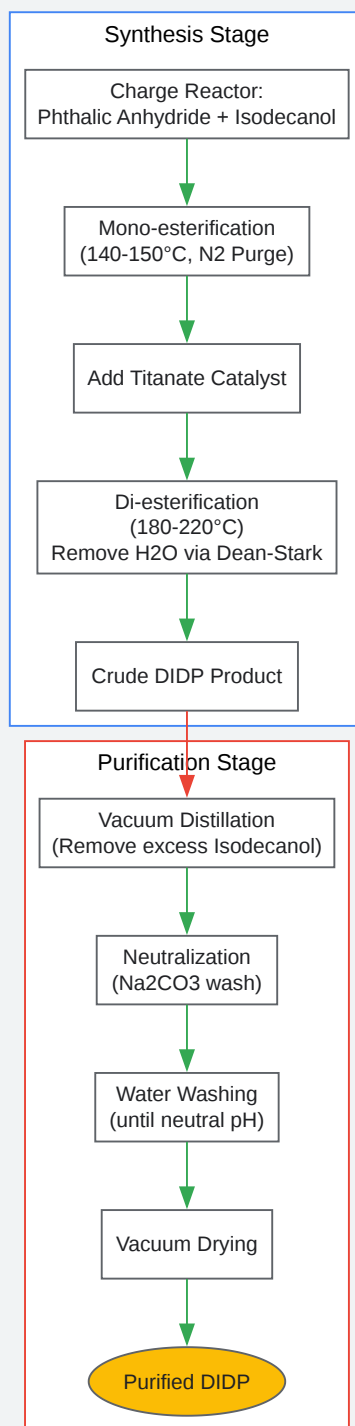 Synthesis Stage
Charge Reactor:
Phthalic Anhydride + Isodecanol
Mono-esterification
(140-150°C, N2 Purge)
Add Titanate Catalyst
Di-esterification
(180-220°C)
Remove H2O via Dean-Stark
Crude DIDP Product
Purification Stage
Vacuum Distillation
(Remove excess Isodecanol)
Neutralization
(Na2CO3 wash)
Water Washing
(until neutral pH)
Vacuum Drying
Purified DIDP